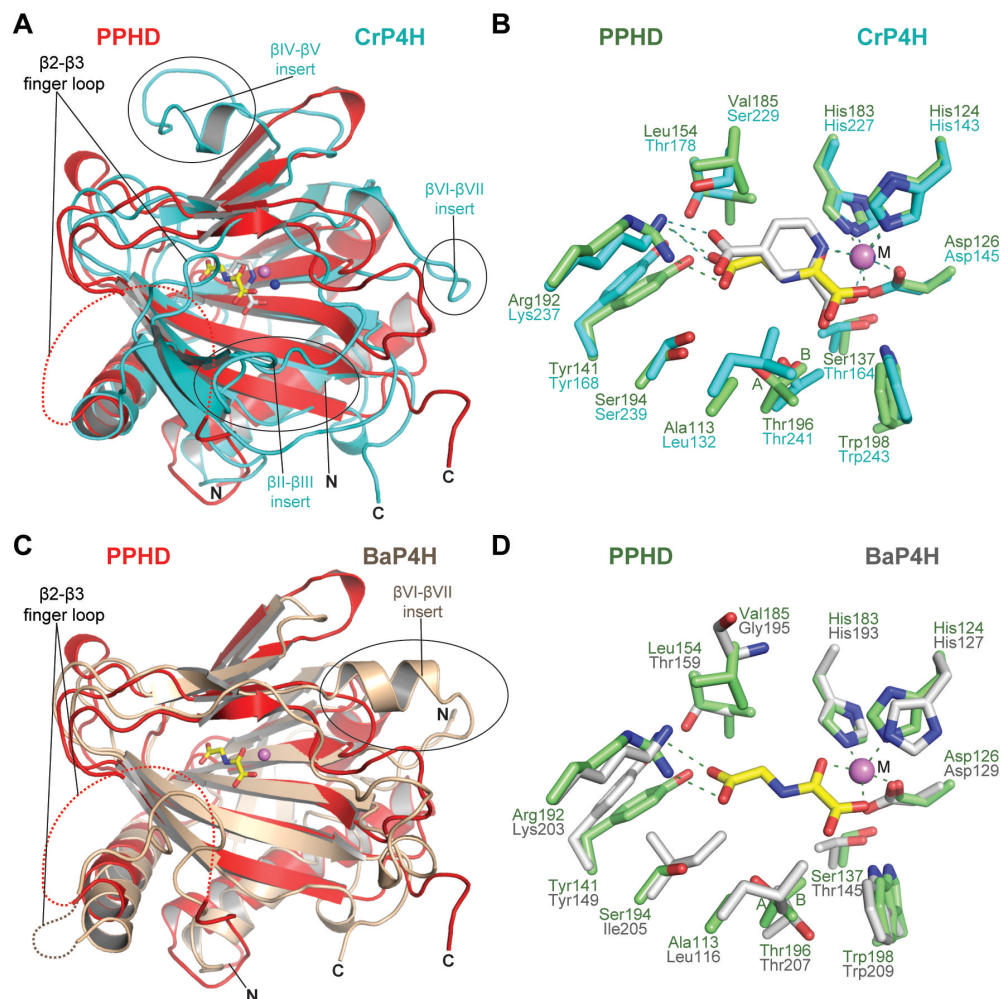 A
PPHD
CrP4H
β2-β3
finger loop
βIV-βV
insert
βVI-βVII
insert
βII-βIII
insert
N
N
C
C
B
PPHD
CrP4H
Val185
Ser229
Leu154
Thr178
His183
His227
His124
His143
M
Asp126
Asp145
Arg192
Lys237
Tyr141
Tyr168
Ser194
Ser239
Ala113
Leu132
A
B
Thr196
Thr241
Ser137
Thr164
Trp198
Trp243
C
PPHD
BaP4H
β2-β3
finger loop
βVI-βVII
insert
N
C
C
N
D
PPHD
BaP4H
Val185
Gly195
Leu154
Thr159
His183
His193
His124
His127
M
Asp126
Asp129
Arg192
Lys203
Tyr141
Tyr149
Ser194
Ile205
Ala113
Leu116
A
B
Thr196
Thr207
Ser137
Thr145
Trp198
Trp209